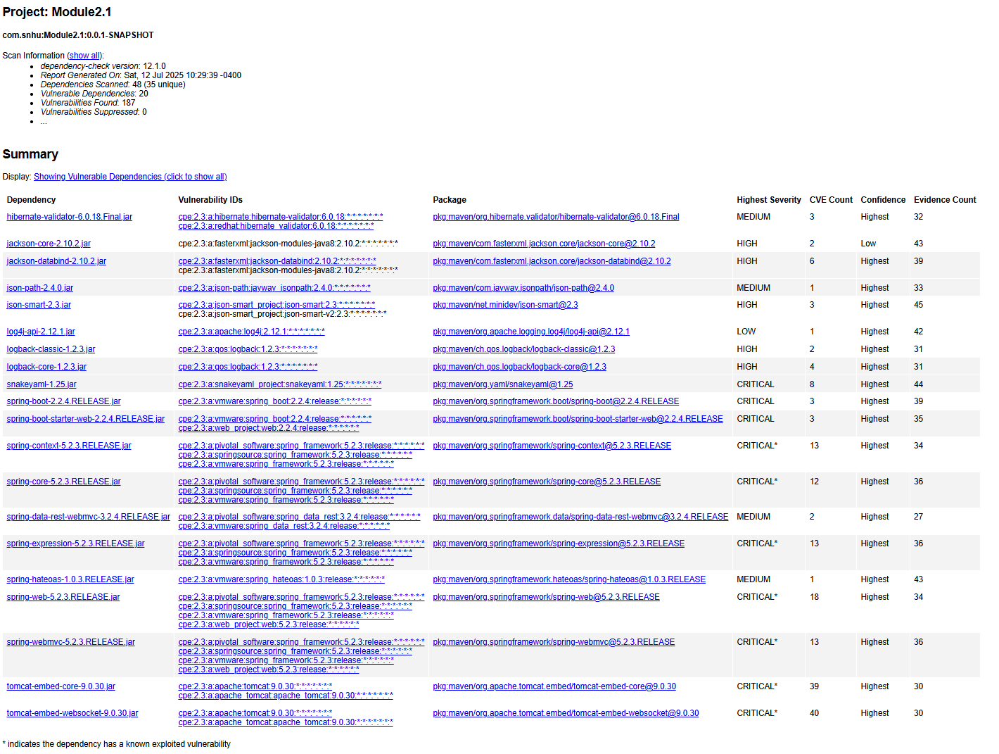 Project: Module2.1
com.snhu:Module2.1:0.0.1-SNAPSHOT
Scan Information (show all):
• dependency-check version: 12.1.0
• Report Generated On: Sat, 12 Jul 2025 10:29:39 -0400
• Dependencies Scanned: 48 (35 unique)
• Vulnerable Dependencies: 20
• Vulnerabilities Found: 187
• Vulnerabilities Suppressed: 0
• ...
Summary
Display: Showing Vulnerable Dependencies (click to show all)
Dependency Vulnerability IDs Package Highest Severity CVE Count Confidence Evidence Count
hibernate-validator-6.0.18.Final.jar cpe:2.3:a:hibernate:hibernate-validator:6.0.18:*:*:*:*:*:*:* pkg:maven/org.hibernate.validator/hibernate-validator@6.0.18.Final MEDIUM 3 Highest 32
cpe:2.3:a:redhat:hibernate_validator:6.0.18:*:*:*:*:*:*:*
jackson-core-2.10.2.jar cpe:2.3:a:fasterxml:jackson-modules-java8:2.10.2:*:*:*:*:*:*:* pkg:maven/com.fasterxml.jackson.core/jackson-core@2.10.2 HIGH 2 Low 43
jackson-databind-2.10.2.jar cpe:2.3:a:fasterxml:jackson-databind:2.10.2:*:*:*:*:*:*:* pkg:maven/com.fasterxml.jackson.core/jackson-databind@2.10.2 HIGH 6 Highest 39
cpe:2.3:a:fasterxml:jackson-modules-java8:2.10.2:*:*:*:*:*:*:*
json-path-2.4.0.jar cpe:2.3:a:json-path:jayway_jsonpath:2.4.0:*:*:*:*:*:*:* pkg:maven/com.jayway.jsonpath/json-path@2.4.0 MEDIUM 1 Highest 33
json-smart-2.3.jar cpe:2.3:a:json-smart_project:json-smart:2.3:*:*:*:*:*:*:* pkg:maven/net.minidev/json-smart@2.3 HIGH 3 Highest 45
cpe:2.3:a:json-smart_project:json-smart-v2:2.3:*:*:*:*:*:*:*
log4j-api-2.12.1.jar cpe:2.3:a:apache:log4j:2.12.1:*:*:*:*:*:*:* pkg:maven/org.apache.logging.log4j/log4j-api@2.12.1 LOW 1 Highest 42
logback-classic-1.2.3.jar cpe:2.3:a:qos:logback:1.2.3:*:*:*:*:*:*:* pkg:maven/ch.qos.logback/logback-classic@1.2.3 HIGH 2 Highest 31
logback-core-1.2.3.jar cpe:2.3:a:qos:logback:1.2.3:*:*:*:*:*:*:* pkg:maven/ch.qos.logback/logback-core@1.2.3 HIGH 4 Highest 31
snakeyaml-1.25.jar cpe:2.3:a:snakeyaml_project:snakeyaml:1.25:*:*:*:*:*:*:* pkg:maven/org.yaml/snakeyaml@1.25 CRITICAL 8 Highest 44
spring-boot-2.2.4.RELEASE.jar cpe:2.3:a:vmware:spring_boot:2.2.4:release:*:*:*:*:*:* pkg:maven/org.springframework.boot/spring-boot@2.2.4.RELEASE CRITICAL 3 Highest 39
spring-boot-starter-web-2.2.4.RELEASE.jar cpe:2.3:a:vmware:spring_boot:2.2.4:release:*:*:*:*:*:* pkg:maven/org.springframework.boot/spring-boot-starter-web@2.2.4.RELEASE CRITICAL 3 Highest 35
cpe:2.3:a:web_project:web:2.2.4:release:*:*:*:*:*:*
spring-context-5.2.3.RELEASE.jar cpe:2.3:a:pivotal_software:spring_framework:5.2.3:release:*:*:*:*:*:* pkg:maven/org.springframework/spring-context@5.2.3.RELEASE CRITICAL* 13 Highest 34
cpe:2.3:a:springsource:spring_framework:5.2.3:release:*:*:*:*:*:*
cpe:2.3:a:vmware:spring_framework:5.2.3:release:*:*:*:*:*:*
spring-core-5.2.3.RELEASE.jar cpe:2.3:a:pivotal_software:spring_framework:5.2.3:release:*:*:*:*:*:* pkg:maven/org.springframework/spring-core@5.2.3.RELEASE CRITICAL* 12 Highest 36
cpe:2.3:a:springsource:spring_framework:5.2.3:release:*:*:*:*:*:*
cpe:2.3:a:vmware:spring_framework:5.2.3:release:*:*:*:*:*:*
spring-data-rest-webmvc-3.2.4.RELEASE.jar cpe:2.3:a:pivotal_software:spring_data_rest:3.2.4:release:*:*:*:*:*:* pkg:maven/org.springframework.data/spring-data-rest-webmvc@3.2.4.RELEASE MEDIUM 2 Highest 27
cpe:2.3:a:vmware:spring_data_rest:3.2.4:release:*:*:*:*:*:*
spring-expression-5.2.3.RELEASE.jar cpe:2.3:a:pivotal_software:spring_framework:5.2.3:release:*:*:*:*:*:* pkg:maven/org.springframework/spring-expression@5.2.3.RELEASE CRITICAL* 13 Highest 36
cpe:2.3:a:springsource:spring_framework:5.2.3:release:*:*:*:*:*:*
cpe:2.3:a:vmware:spring_framework:5.2.3:release:*:*:*:*:*:*
spring-hateoas-1.0.3.RELEASE.jar cpe:2.3:a:vmware:spring_hateoas:1.0.3:release:*:*:*:*:*:* pkg:maven/org.springframework.hateoas/spring-hateoas@1.0.3.RELEASE MEDIUM 1 Highest 43
spring-web-5.2.3.RELEASE.jar cpe:2.3:a:pivotal_software:spring_framework:5.2.3:release:*:*:*:*:*:* pkg:maven/org.springframework/spring-web@5.2.3.RELEASE CRITICAL* 18 Highest 34
cpe:2.3:a:springsource:spring_framework:5.2.3:release:*:*:*:*:*:*
cpe:2.3:a:vmware:spring_framework:5.2.3:release:*:*:*:*:*:*
cpe:2.3:a:web_project:web:5.2.3:release:*:*:*:*:*:*
spring-webmvc-5.2.3.RELEASE.jar cpe:2.3:a:pivotal_software:spring_framework:5.2.3:release:*:*:*:*:*:* pkg:maven/org.springframework/spring-webmvc@5.2.3.RELEASE CRITICAL* 13 Highest 36
cpe:2.3:a:springsource:spring_framework:5.2.3:release:*:*:*:*:*:*
cpe:2.3:a:vmware:spring_framework:5.2.3:release:*:*:*:*:*:*
cpe:2.3:a:web_project:web:5.2.3:release:*:*:*:*:*:*
tomcat-embed-core-9.0.30.jar cpe:2.3:a:apache:tomcat:9.0.30:*:*:*:*:*:*:* pkg:maven/org.apache.tomcat.embed/tomcat-embed-core@9.0.30 CRITICAL* 39 Highest 30
cpe:2.3:a:apache_tomcat:apache_tomcat:9.0.30:*:*:*:*:*:*:*
tomcat-embed-websocket-9.0.30.jar cpe:2.3:a:apache:tomcat:9.0.30:*:*:*:*:*:*:* pkg:maven/org.apache.tomcat.embed/tomcat-embed-websocket@9.0.30 CRITICAL* 40 Highest 30
cpe:2.3:a:apache_tomcat:apache_tomcat:9.0.30:*:*:*:*:*:*:*
* indicates the dependency has a known exploited vulnerability